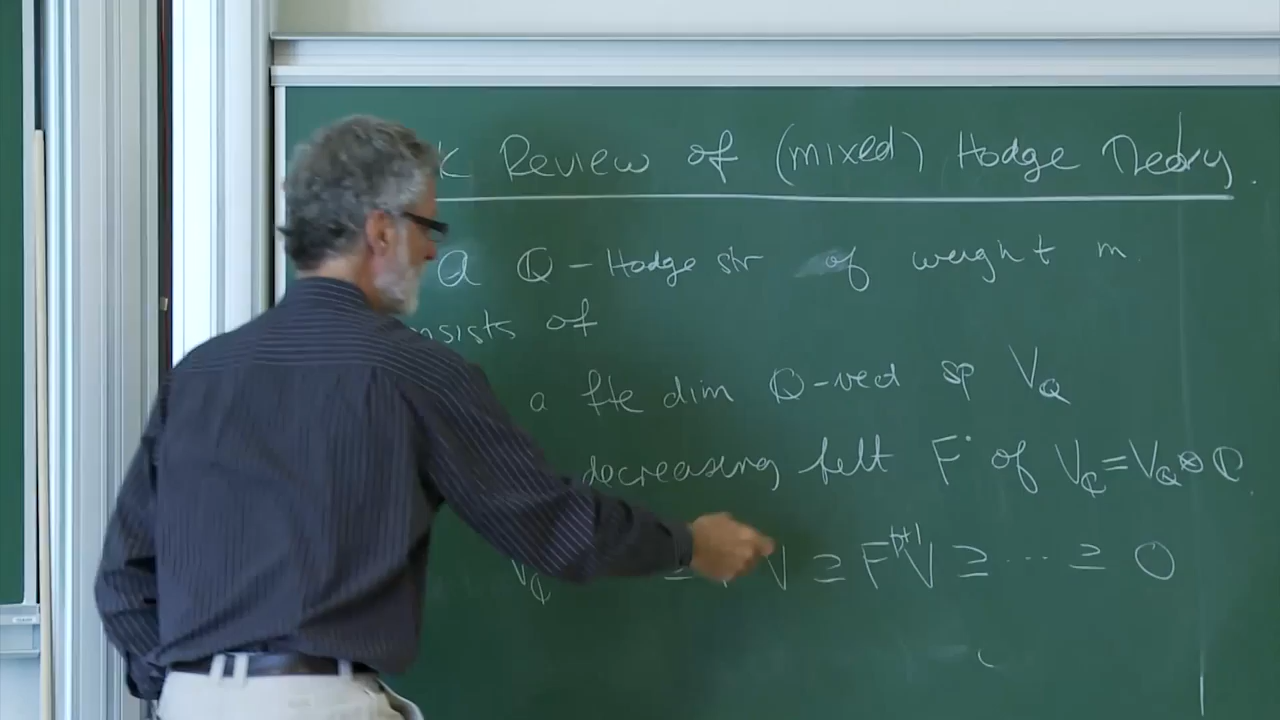 k Review of (mixed) Hodge Theory.
a ℚ-Hodge str of weight m.
nsists of
a fte dim ℚ-vect sp V_ℚ
decreasing filt F˙ of V_ℂ = V_ℚ ⊗ ℂ.
V_ℂ ⊇ V ⊇ F^{p+1}V ⊇ ... ⊇ 0